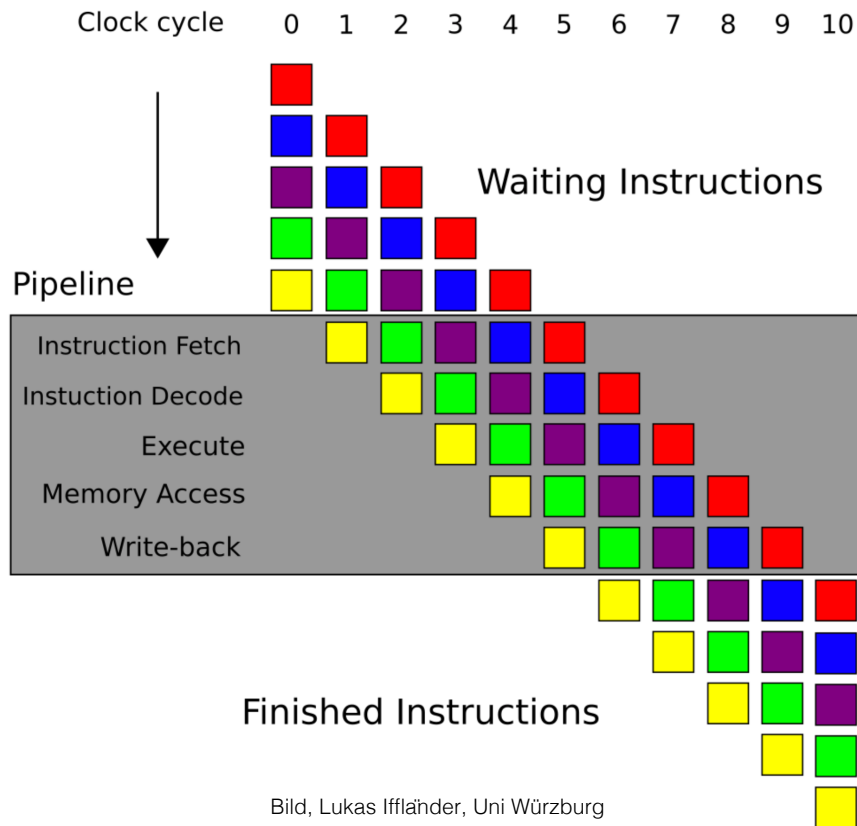 Clock cycle 0 1 2 3 4 5 6 7 8 9 10
Waiting Instructions
Pipeline
Instruction Fetch
Instuction Decode
Execute
Memory Access
Write-back
Finished Instructions
Bild, Lukas Iffländer, Uni Würzburg